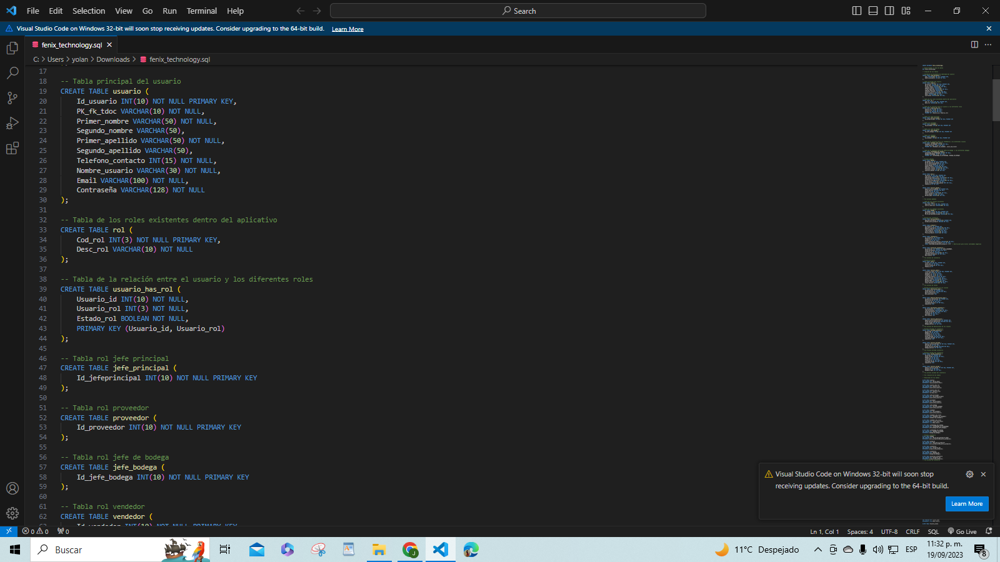 File Edit Selection View Go Run Terminal Help
Search
Visual Studio Code on Windows 32-bit will soon stop receiving updates. Consider upgrading to the 64-bit build. Learn More
fenix_technology.sql
C: > Users > yolan > Downloads > fenix_technology.sql
17
18 -- Tabla principal del usuario
19 CREATE TABLE usuario (
20 Id_usuario INT(10) NOT NULL PRIMARY KEY,
21 PK_fk_tdoc VARCHAR(10) NOT NULL,
22 Primer_nombre VARCHAR(50) NOT NULL,
23 Segundo_nombre VARCHAR(50),
24 Primer_apellido VARCHAR(50) NOT NULL,
25 Segundo_apellido VARCHAR(50),
26 Telefono_contacto INT(15) NOT NULL,
27 Nombre_usuario VARCHAR(30) NOT NULL,
28 Email VARCHAR(100) NOT NULL,
29 Contraseña VARCHAR(128) NOT NULL
30 );
31
32 -- Tabla de los roles existentes dentro del aplicativo
33 CREATE TABLE rol (
34 Cod_rol INT(3) NOT NULL PRIMARY KEY,
35 Desc_rol VARCHAR(10) NOT NULL
36 );
37
38 -- Tabla de la relación entre el usuario y los diferentes roles
39 CREATE TABLE usuario_has_rol (
40 Usuario_id INT(10) NOT NULL,
41 Usuario_rol INT(3) NOT NULL,
42 Estado_rol BOOLEAN NOT NULL,
43 PRIMARY KEY (Usuario_id, Usuario_rol)
44 );
45
46 -- Tabla rol jefe principal
47 CREATE TABLE jefe_principal (
48 Id_jefeprincipal INT(10) NOT NULL PRIMARY KEY
49 );
50
51 -- Tabla rol proveedor
52 CREATE TABLE proveedor (
53 Id_proveedor INT(10) NOT NULL PRIMARY KEY
54 );
55
56 -- Tabla rol jefe de bodega
57 CREATE TABLE jefe_bodega (
58 Id_jefe_bodega INT(10) NOT NULL PRIMARY KEY
59 );
60
61 -- Tabla rol vendedor
62 CREATE TABLE vendedor (
63 Id_vendedor INT(10) NOT NULL PRIMARY KEY
Visual Studio Code on Windows 32-bit will soon stop
receiving updates. Consider upgrading to the 64-bit build.
Learn More
0 0 0 Ln 1, Col 1 Spaces: 4 UTF-8 CRLF SQL Go Live
Buscar 11°C Despejado ESP 11:32 p. m.
19/09/2023 8